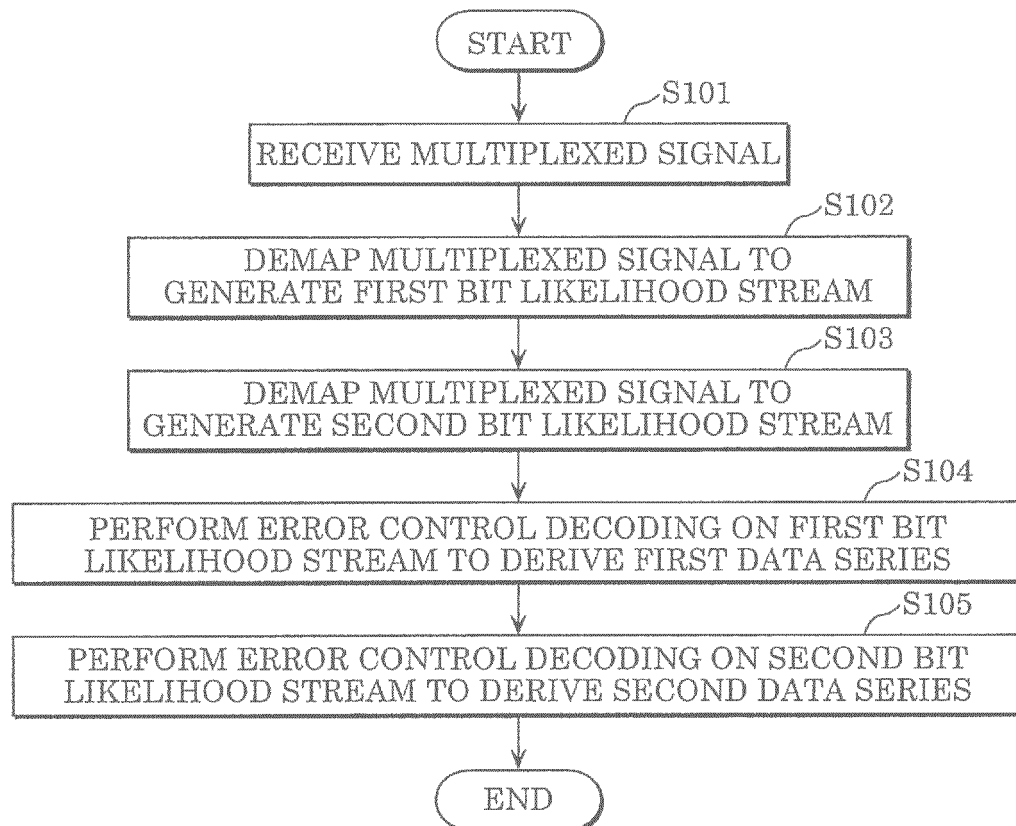 START
S101
RECEIVE MULTIPLEXED SIGNAL
S102
DEMAP MULTIPLEXED SIGNAL TO
GENERATE FIRST BIT LIKELIHOOD STREAM
S103
DEMAP MULTIPLEXED SIGNAL TO
GENERATE SECOND BIT LIKELIHOOD STREAM
S104
PERFORM ERROR CONTROL DECODING ON FIRST BIT
LIKELIHOOD STREAM TO DERIVE FIRST DATA SERIES
S105
PERFORM ERROR CONTROL DECODING ON SECOND BIT
LIKELIHOOD STREAM TO DERIVE SECOND DATA SERIES
END